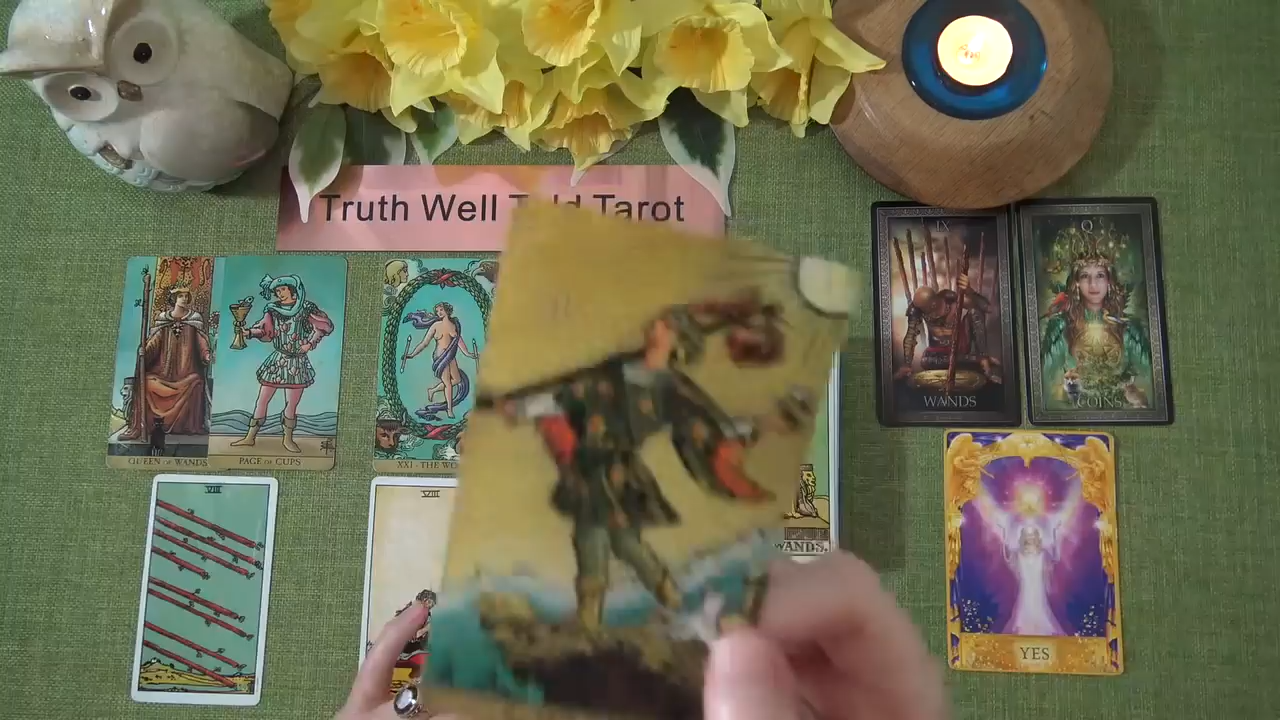 Truth Well Told Tarot
IX
WANDS
Q
COINS
QUEEN of WANDS
PAGE of CUPS
XXI - THE WO
VIII
VIII
WANDS.
YES